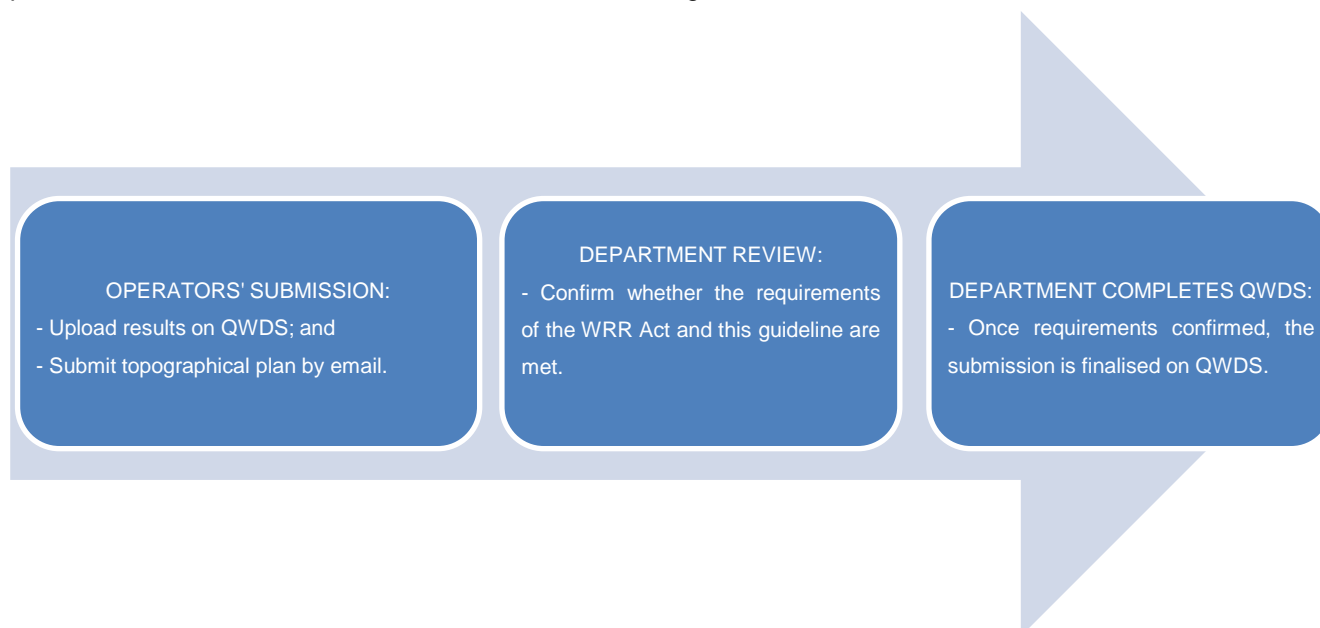 OPERATORS' SUBMISSION:
- Upload results on QWDS; and
- Submit topographical plan by email.
DEPARTMENT REVIEW:
- Confirm whether the requirements
of the WRR Act and this guideline are
met.
DEPARTMENT COMPLETES QWDS:
- Once requirements confirmed, the
submission is finalised on QWDS.